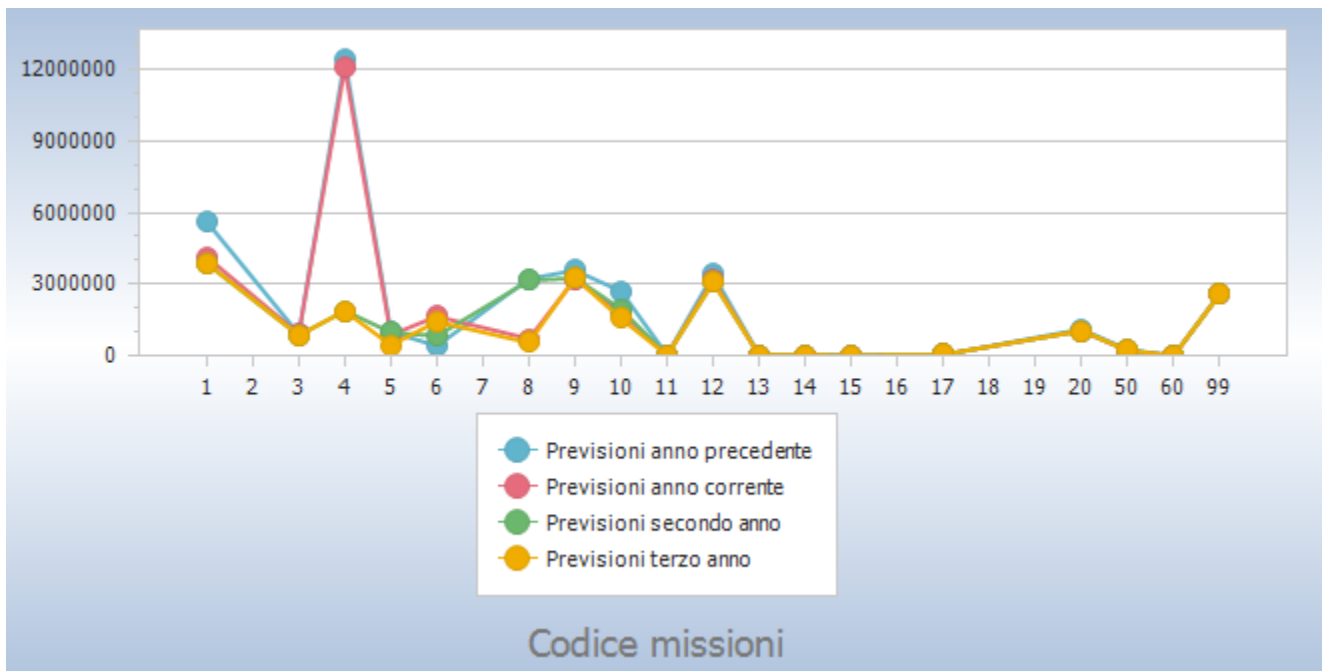 12000000
9000000
6000000
3000000
0
1 2 3 4 5 6 7 8 9 10 11 12 13 14 15 16 17 18 19 20 50 60 99
Previsioni anno precedente
Previsioni anno corrente
Previsioni secondo anno
Previsioni terzo anno
Codice missioni